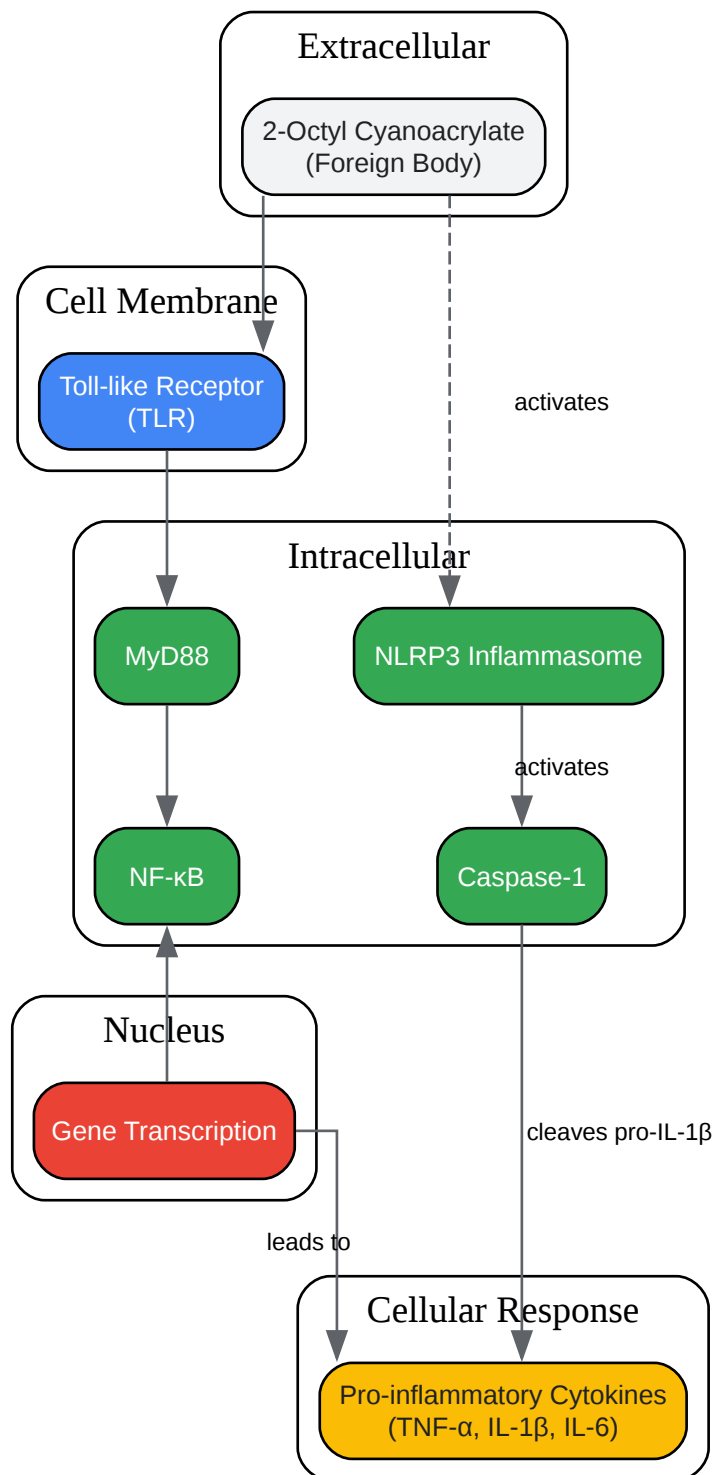 Extracellular
2-Octyl Cyanoacrylate
(Foreign Body)
Cell Membrane
Toll-like Receptor
(TLR)
activates
Intracellular
MyD88
NLRP3 Inflammasome
activates
NF-κB
Caspase-1
Nucleus
Gene Transcription
cleaves pro-IL-1β
leads to
Cellular Response
Pro-inflammatory Cytokines
(TNF-α, IL-1β, IL-6)